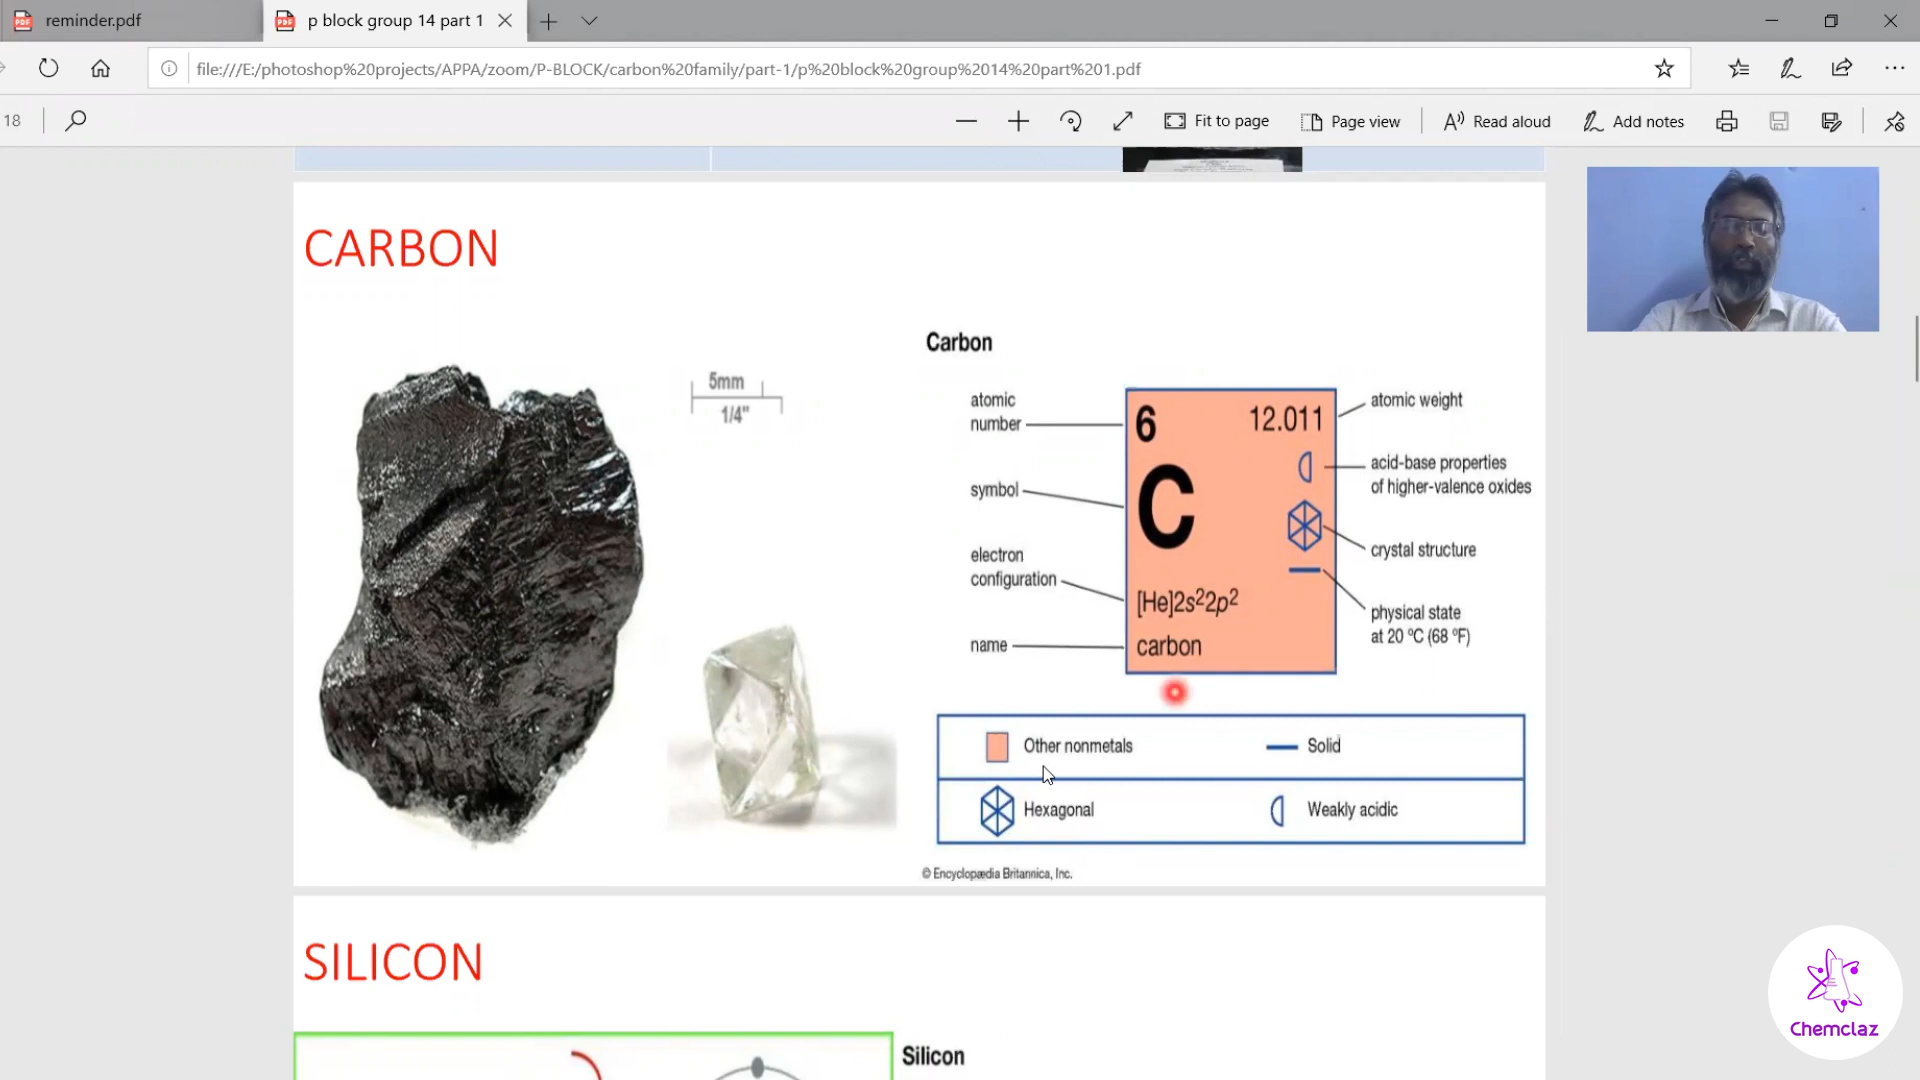 reminder.pdf
p block group 14 part 1
file:///E:/photoshop%20projects/APPA/zoom/P-BLOCK/carbon%20family/part-1/p%20block%20group%2014%20part%201.pdf
18
Fit to page
Page view
Read aloud
Add notes
CARBON
5mm
1/4"
Carbon
atomic
number
symbol
electron
configuration
name
6
12.011
C
[He]2s²2p²
carbon
atomic weight
acid-base properties
of higher-valence oxides
crystal structure
physical state
at 20 ºC (68 ºF)
Other nonmetals
Solid
Hexagonal
Weakly acidic
© Encyclopædia Britannica, Inc.
SILICON
Silicon
Chemclaz